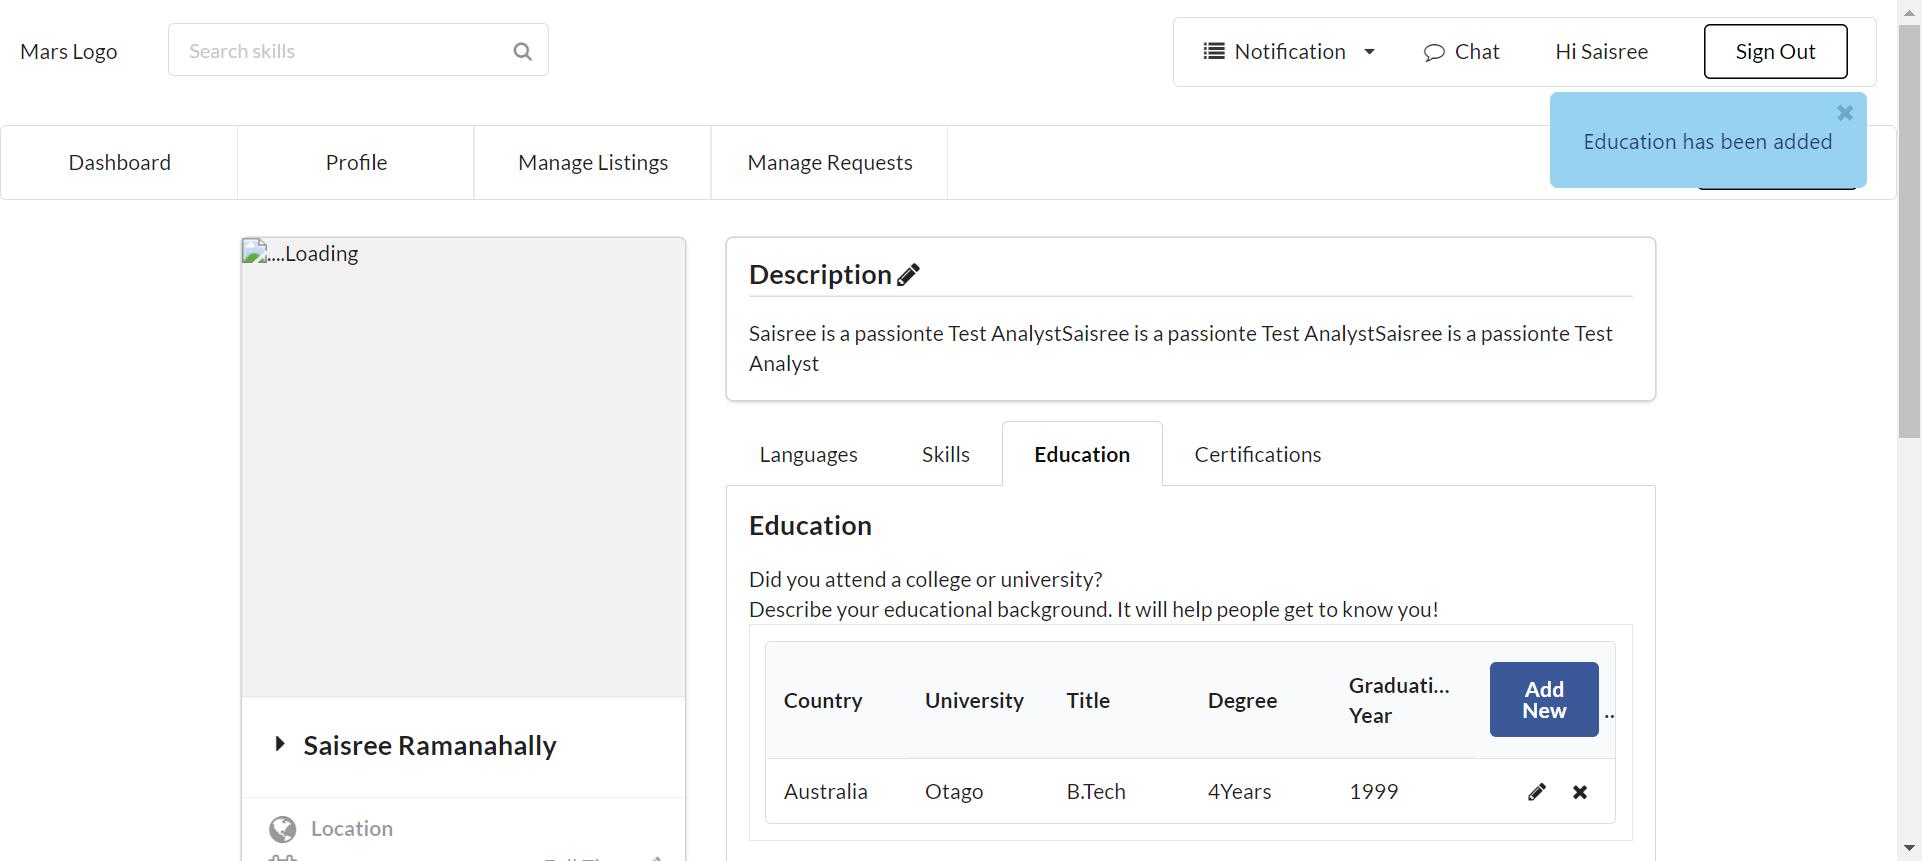 Mars Logo
Search skills
Notification
Chat
Hi Saisree
Sign Out
Education has been added
Dashboard
Profile
Manage Listings
Manage Requests
....Loading
Description
Saisree is a passionte Test AnalystSaisree is a passionte Test AnalystSaisree is a passionte Test
Analyst
Languages
Skills
Education
Certifications
Education
Did you attend a college or university?
Describe your educational background. It will help people get to know you!
Country
University
Title
Degree
Graduati...
Year
Add
New
..
Australia
Otago
B.Tech
4Years
1999
Saisree Ramanahally
Location